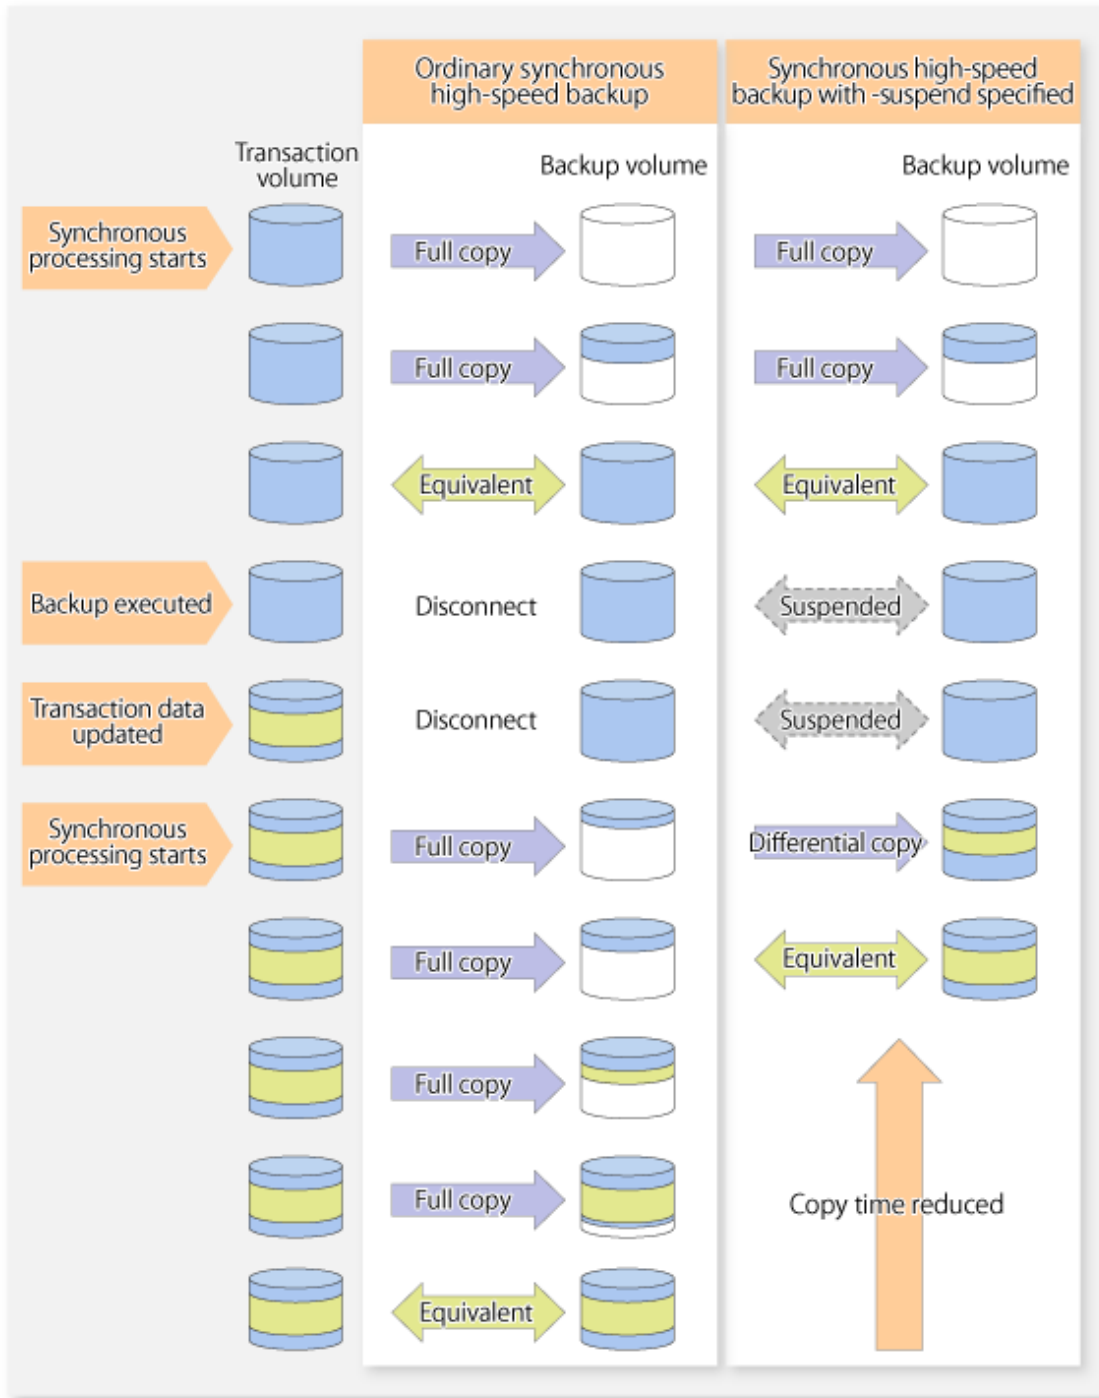 Ordinary synchronous
high-speed backup
Synchronous high-speed
backup with -suspend specified
Transaction
volume
Backup volume
Backup volume
Synchronous
processing starts
Full copy
Full copy
Full copy
Full copy
Equivalent
Equivalent
Backup executed
Disconnect
Suspended
Transaction data
updated
Disconnect
Suspended
Synchronous
processing starts
Full copy
Differential copy
Full copy
Equivalent
Full copy
Full copy
Copy time reduced
Equivalent